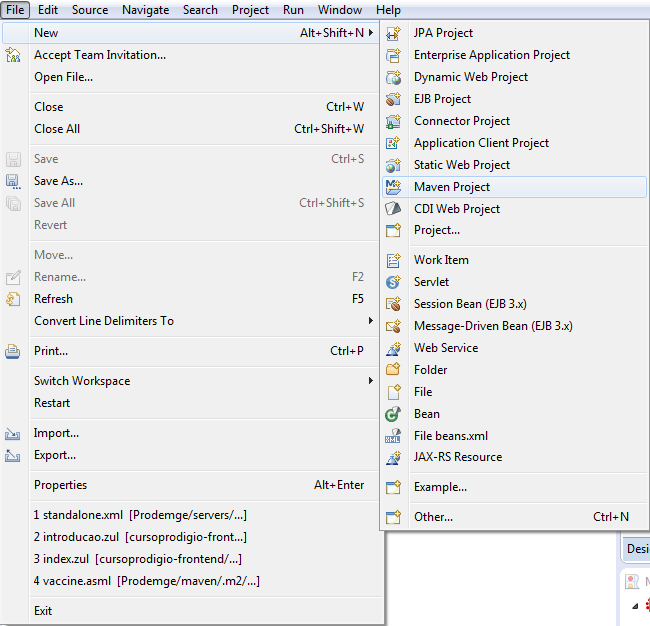 File Edit Source Navigate Search Project Run Window Help
New Alt+Shift+N
Accept Team Invitation...
Open File...
Close Ctrl+W
Close All Ctrl+Shift+W
Save Ctrl+S
Save As...
Save All Ctrl+Shift+S
Revert
Move...
Rename... F2
Refresh F5
Convert Line Delimiters To
Print... Ctrl+P
Switch Workspace
Restart
Import...
Export...
Properties Alt+Enter
1 standalone.xml [Prodemge/servers/...]
2 introducao.zul [cursoprodigio-front...]
3 index.zul [cursoprodigio-frontend/...]
4 vaccine.asml [Prodemge/maven/.m2/...]
Exit
JPA Project
Enterprise Application Project
Dynamic Web Project
EJB Project
Connector Project
Application Client Project
Static Web Project
Maven Project
CDI Web Project
Project...
Work Item
Servlet
Session Bean (EJB 3.x)
Message-Driven Bean (EJB 3.x)
Web Service
Folder
File
Bean
File beans.xml
JAX-RS Resource
Example...
Other... Ctrl+N
Desi